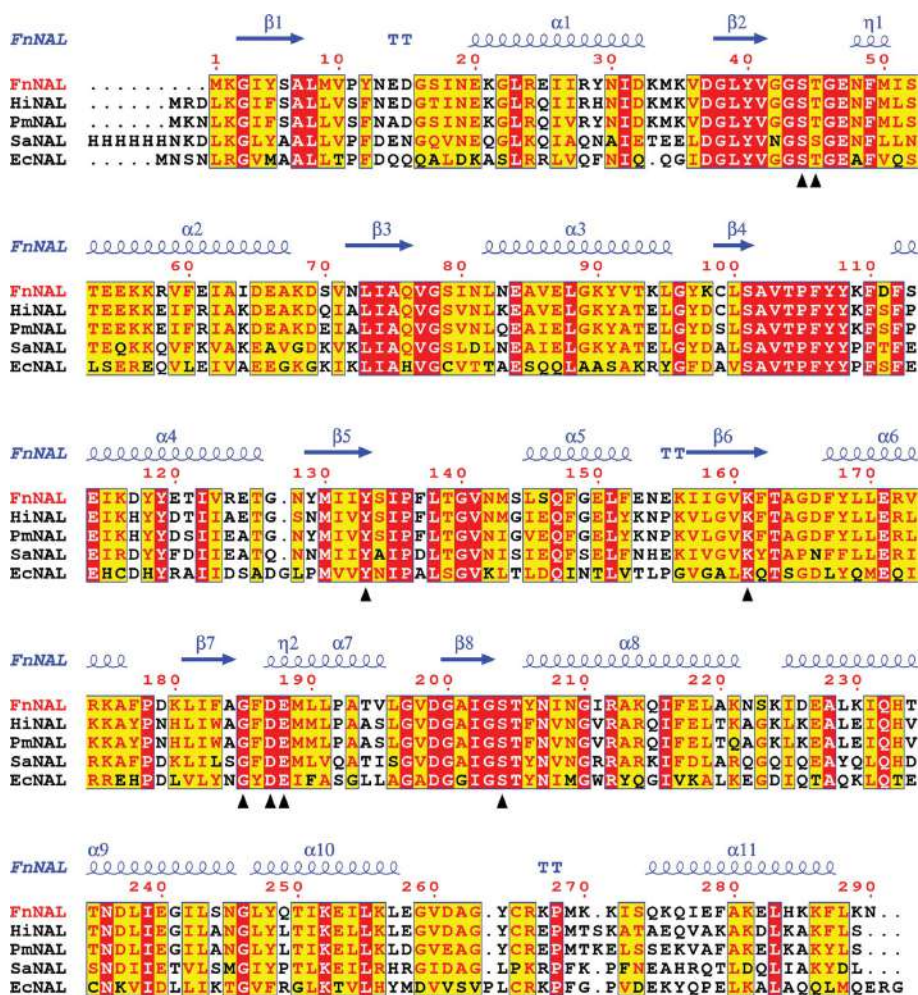 FnNAL β1 TT α1 β2 η1
1 10 20 30 40 50
FnNAL .........MKGIYSALMVPYNEDGSINEKGLREIIRYNIDKMKVDGLYVGGSTGENFMIS
HiNAL ......MRDLKGIFSALLVSFNEDGTINEKGLRQIIRHNIDKMKVDGLYVGGSTGENFMLS
PmNAL ......MKNLKGIFSALLVSFNADGSINEKGLRQIVRYNIDKMKVDGLYVGGSTGENFMLS
SaNAL HHHHHHNKDLKGLYAALLVPFDENGQVNEQGLKQIAQNAIETEELDGLYVNGSSGENFLLN
EcNAL .....MNSNLRGVMAALLTPFDQQQALDKASLRRLVQFNIQ.QGIDGLYVGGSTGEAFVQS
FnNAL α2 β3 α3 β4
60 70 80 90 100 110
FnNAL TEEKKRVFEIAIDEAKDSVNLIAQVGSINLNEAVELGKYVTKLGYKCLSAVTPFYYKFDFS
HiNAL TEEKKEIFRIAKDEAKDQIALIAQVGSVNLKEAVELGKYATELGYDCLSAVTPFYYKFSFP
PmNAL TEEKKEIFRIAKDEAKDEIALIAQVGSVNLQEAIELGKYATELGYDSLSAVTPFYYKFSFP
SaNAL TEQKKQVFKVAKEAVGDKVKLIAQVGSLDLNEAIELGKYATELGYDALSAVTPFYYPFTFE
EcNAL LSEREQVLEIVAEEGKGKIKLIAHVGCVTTAESQQLAASAKRYGFDAVSAVTPFYYPFSFE
FnNAL α4 β5 α5 TT β6 α6
120 130 140 150 160 170
FnNAL EIKDYYETIVRETG.NYMIIYSIPFLTGVNMSLSQFGELFENEKIIGVKFTAGDFYLLERV
HiNAL EIKHYYDTIIAETG.SNMIVYSIPFLTGVNMGIEQFGELYKNPKVLGVKFTAGDFYLLERL
PmNAL EIKHYYDSIIEATG.NYMIVYSIPFLTGVNIGVEQFGELYKNPKVLGVKFTAGDFYLLERL
SaNAL EIRDYYFDIIEATQ.NNMIIYAIPDLTGVNISIEQFSELFNHEKIVGVKYTAPNFFLLERI
EcNAL EHCDHYRAIIDSADGLPMVVYNIPALSGVKLTLDQINTLVTLPGVGALKQTSGDLYQMEQI
FnNAL β7 η2 α7 β8 α8
180 190 200 210 220 230
FnNAL RKAFPDKLIFAGFDEMLLPATVLGVDGAIGSTYNINGIRAKQIFELAKNSKIDEALKIQHT
HiNAL KKAYPNHLIWAGFDEMMLPAASLGVDGAIGSTYNVNGVRARQIFELTKAGKLKEALEIQHV
PmNAL KKAYPNHLIWAGFDEMMLPAASLGVDGAIGSTFNVNGVRARQIFELTQAGKLKEALEIQHV
SaNAL RKAFPDKLILSGFDEMLVQATISGVDGAIGSTYNVNGRRARKIFDLARQGQIQEAYQLQHD
EcNAL RREHPDLVLYNGYDEIFASGLLAGADGGIGSTYNIMGWRYQGIVKALKEGDIQTAQKLQTE
FnNAL α9 α10 TT α11
240 250 260 270 280 290
FnNAL TNDLIEGILSNGLYQTIKEILKLEGVDAG.YCRKPMK.KISQKQIEFAKELHKKFLKN..
HiNAL TNDLIEGILANGLYLTIKELLKLEGVDAG.YCREPMTSKATAEQVAKAKDLKAKFLS...
PmNAL TNDLIEGILANGLYLTIKELLKLDGVEAG.YCREPMTKELSSEKVAFAKELKAKYLS...
SaNAL SNDIIETVLSMGIYPTLKEILRHRGIDAG.LPKRPFK.PFNEAHRQTLDQLIAKYDL...
EcNAL CNKVIDLLIKTGVFRGLKTVLHYMDVVSVPLCRKPFG.PVDEKYQPELKALAQQLMQERG